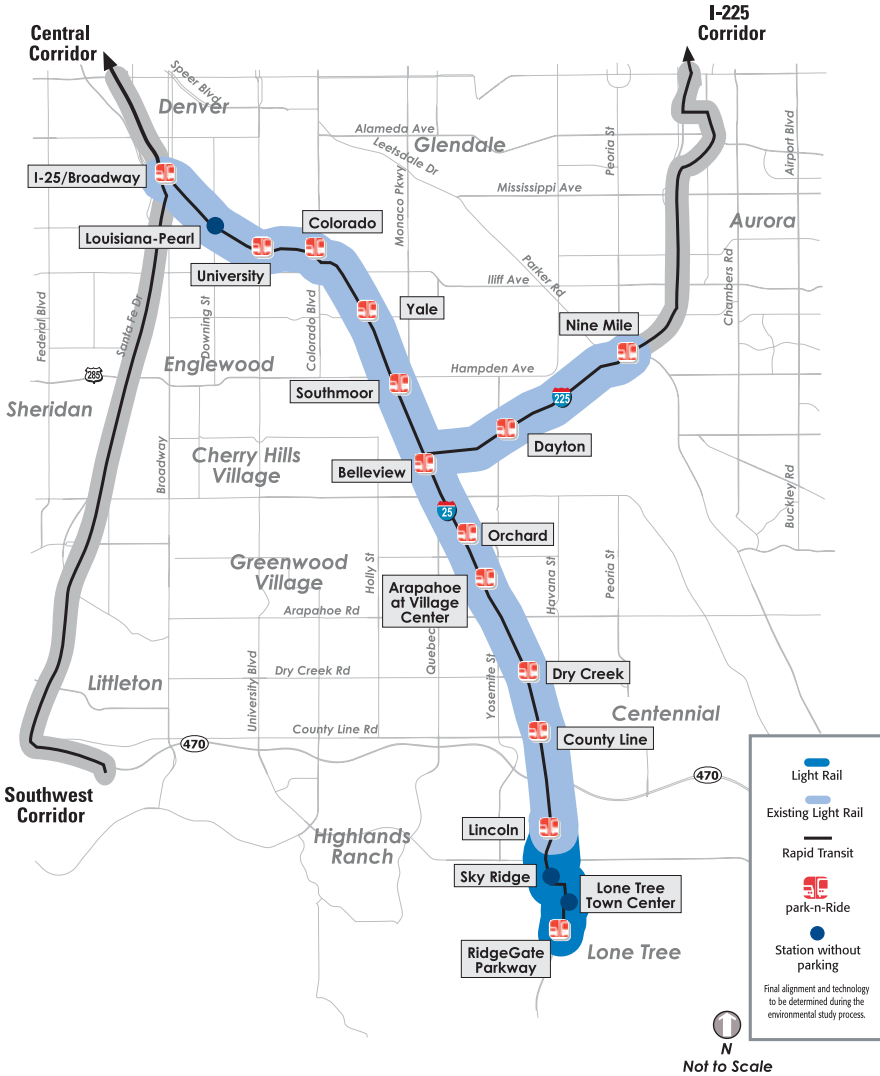 Central
Corridor
I-225
Corridor
Speer Blvd
Denver
Alameda Ave
Glendale
Leetsdale Dr
Peoria St
Airport Blvd
I-25/Broadway
Monaco Pkwy
Mississippi Ave
Louisiana-Pearl
Colorado
Aurora
University
Parker Rd
Iliff Ave
Chambers Rd
Federal Blvd
Santa Fe Dr
Downing St
Colorado Blvd
Yale
Nine Mile
Englewood
Hampden Ave
285
Southmoor
225
Sheridan
Dayton
Cherry Hills
Village
Broadway
Belleview
Buckley Rd
25
Orchard
Greenwood
Village
Holly St
Havana St
Peoria St
Arapahoe
at Village
Center
Arapahoe Rd
Quebec
Yosemite St
University Blvd
Dry Creek Rd
Dry Creek
Littleton
Centennial
County Line Rd
County Line
470
470
Southwest
Corridor
Lincoln
Highlands
Ranch
Sky Ridge
Lone Tree
Town Center
RidgeGate
Parkway
Lone Tree
Light Rail
Existing Light Rail
Rapid Transit
park-n-Ride
Station without
parking
Final alignment and technology
to be determined during the
environmental study process.
N
Not to Scale